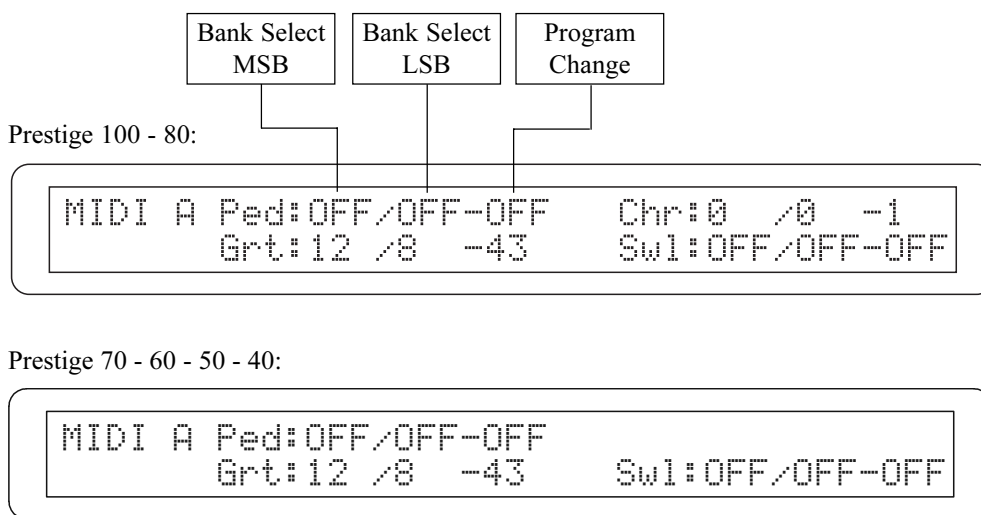 Bank Select MSB
Bank Select LSB
Program Change
Prestige 100 - 80:
MIDI A Ped:OFF/OFF-OFF Chr:0 /0 -1
Grt:12 /8 -43 Swl:OFF/OFF-OFF
Prestige 70 - 60 - 50 - 40:
MIDI A Ped:OFF/OFF-OFF
Grt:12 /8 -43 Swl:OFF/OFF-OFF